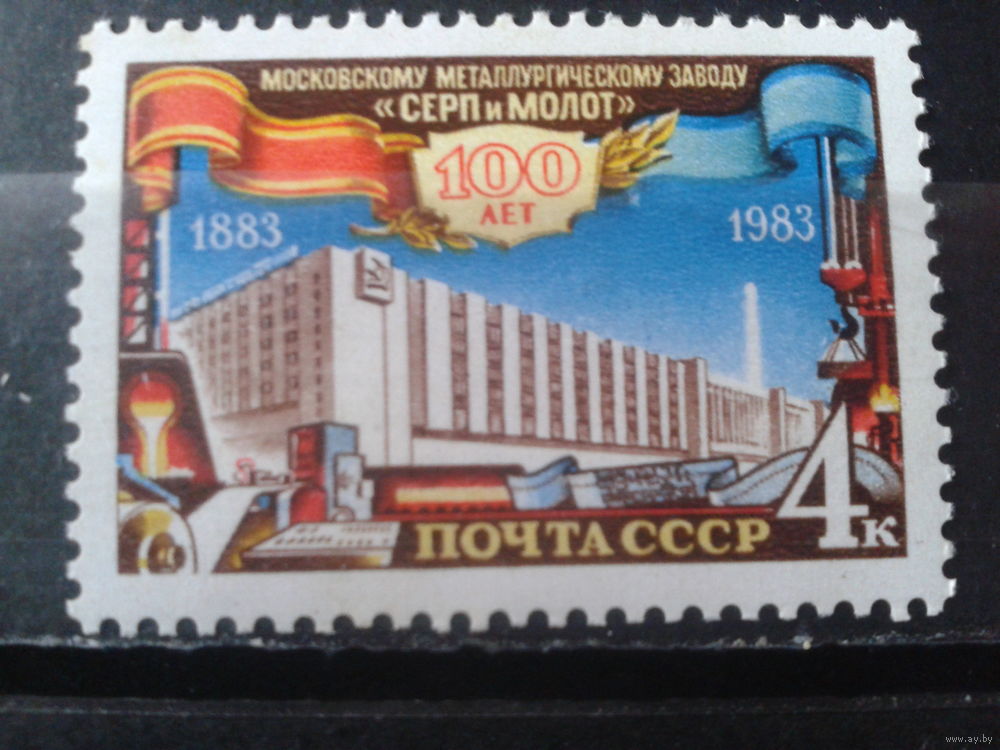 МОСКОВСКОМУ МЕТАЛЛУРГИЧЕСКОМУ ЗАВОДУ
«СЕРП и МОЛОТ»
100
ЛЕТ
1883
1983
4к
ПОЧТА СССР
www.ay.by